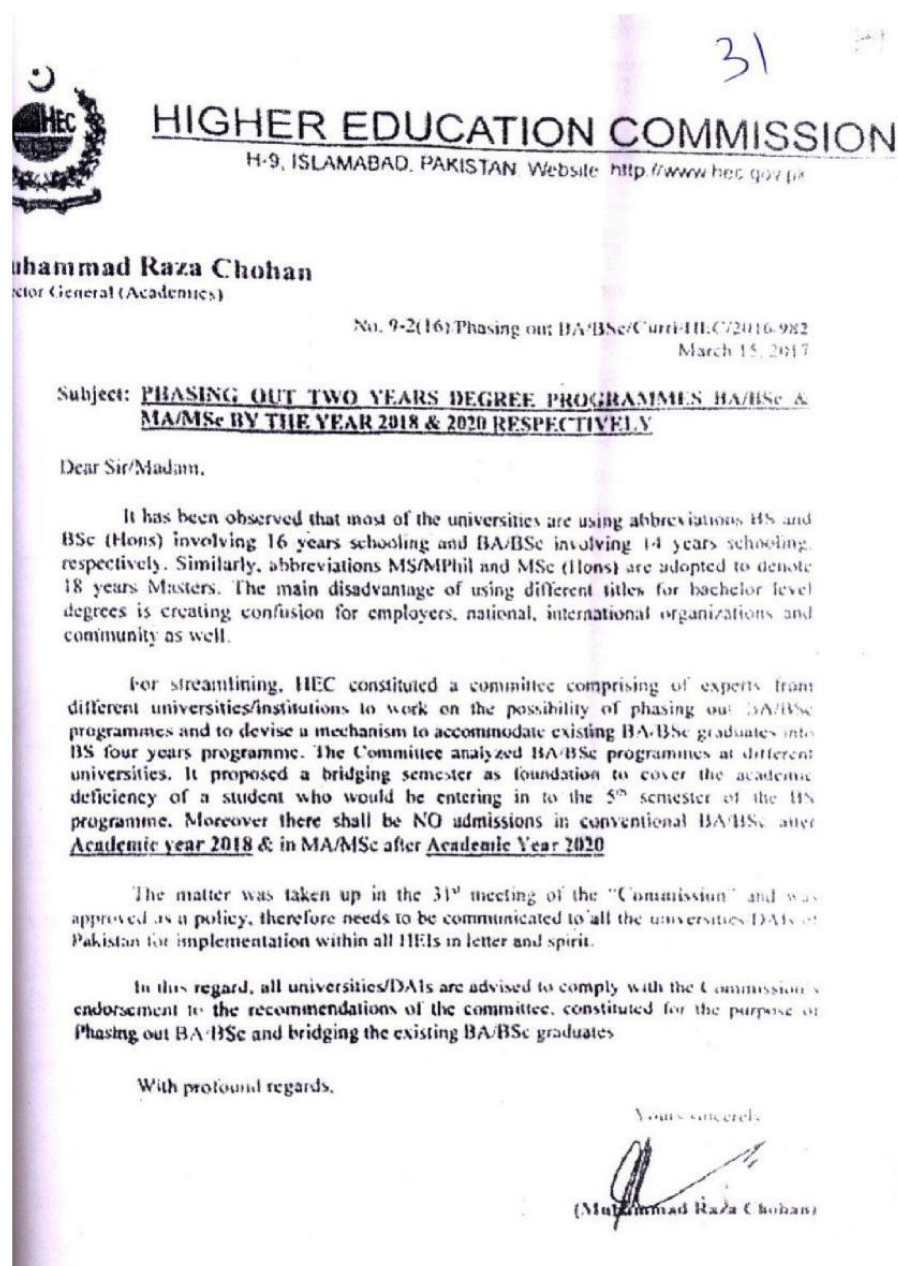 31
HEC
HIGHER EDUCATION COMMISSION
H-9, ISLAMABAD, PAKISTAN, Website http://www.hec.gov.pk
uhammad Raza Chohan
ctor General (Academics)
No. 9-2(16) Phasing out BA/BSc/Curri-HEC/2016-982
March 15, 2017
Subject: PHASING OUT TWO YEARS DEGREE PROGRAMMES BA/BSc &
MA/MSc BY THE YEAR 2018 & 2020 RESPECTIVELY
Dear Sir/Madam,
It has been observed that most of the universities are using abbreviations BS and
BSc (Hons) involving 16 years schooling and BA/BSc involving 14 years schooling,
respectively. Similarly, abbreviations MS/MPhil and MSc (Hons) are adopted to denote
18 years Masters. The main disadvantage of using different titles for bachelor level
degrees is creating confusion for employers, national, international organizations and
community as well.
For streamlining, HEC constituted a committee comprising of experts from
different universities/institutions to work on the possibility of phasing out BA/BSc
programmes and to devise a mechanism to accommodate existing BA/BSc graduates into
BS four years programme. The Committee analyzed BA/BSc programmes at different
universities. It proposed a bridging semester as foundation to cover the academic
deficiency of a student who would be entering in to the 5th semester of the BS
programme. Moreover there shall be NO admissions in conventional BA/BSc after
Academic year 2018 & in MA/MSc after Academic Year 2020
The matter was taken up in the 31st meeting of the "Commission" and was
approved as a policy, therefore needs to be communicated to all the universities/DAIs of
Pakistan for implementation within all HEIs in letter and spirit.
In this regard, all universities/DAIs are advised to comply with the Commission's
endorsement to the recommendations of the committee, constituted for the purpose of
Phasing out BA/BSc and bridging the existing BA/BSc graduates
With profound regards,
Yours sincerely
(Muhammad Raza Chohan)